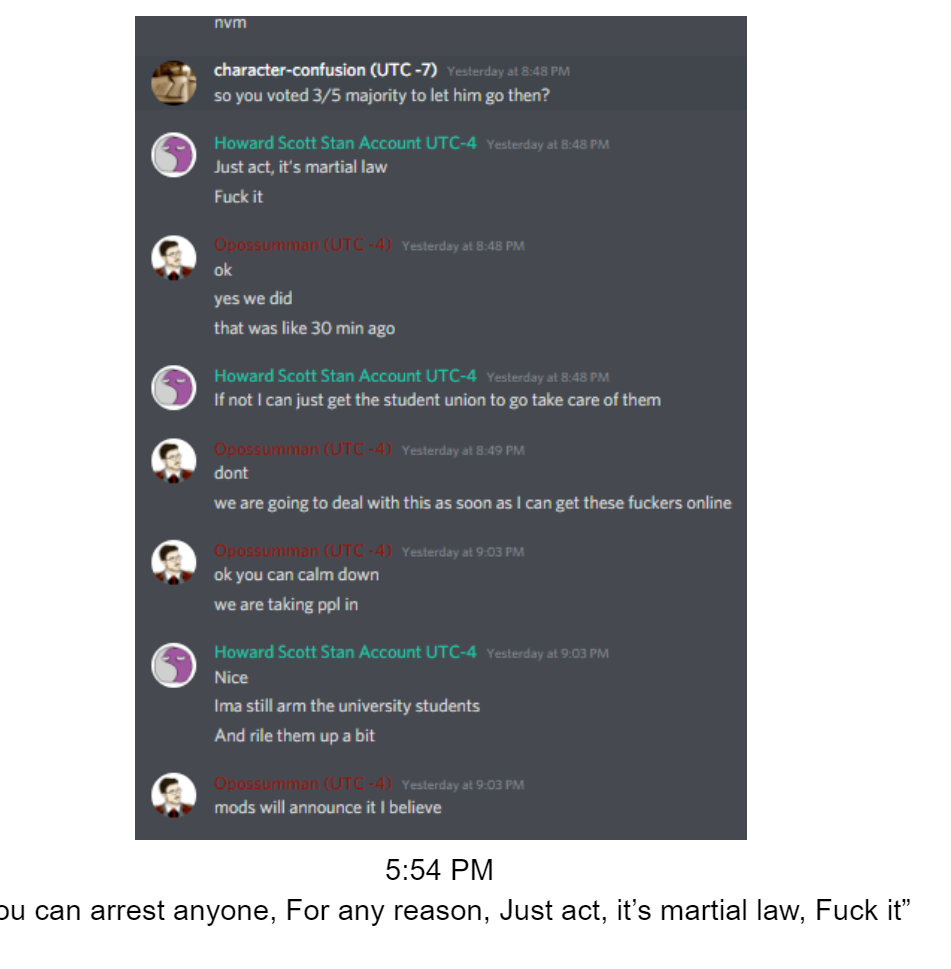 nvm
character-confusion (UTC -7) Yesterday at 8:48 PM
so you voted 3/5 majority to let him go then?
Howard Scott Stan Account UTC-4 Yesterday at 8:48 PM
Just act, it's martial law
Fuck it
Opossumman (UTC -4) Yesterday at 8:48 PM
ok
yes we did
that was like 30 min ago
Howard Scott Stan Account UTC-4 Yesterday at 8:48 PM
If not I can just get the student union to go take care of them
Opossumman (UTC -4) Yesterday at 8:49 PM
dont
we are going to deal with this as soon as I can get these fuckers online
Opossumman (UTC -4) Yesterday at 9:03 PM
ok you can calm down
we are taking ppl in
Howard Scott Stan Account UTC-4 Yesterday at 9:03 PM
Nice
Ima still arm the university students
And rile them up a bit
Opossumman (UTC -4) Yesterday at 9:03 PM
mods will announce it I believe
5:54 PM
ou can arrest anyone, For any reason, Just act, it’s martial law, Fuck it”